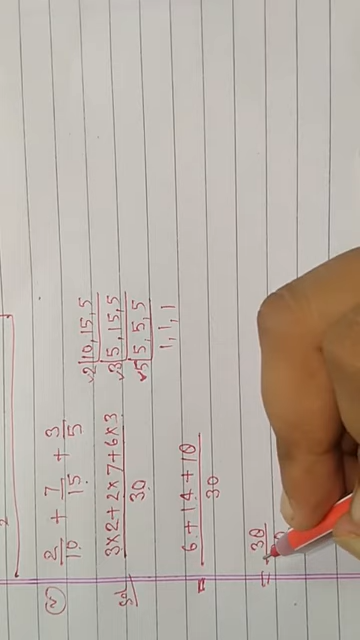 (v) 2/10 + 7/15 + 3/5
2|10, 15, 5
3|5, 15, 5
5|5, 5, 5
1, 1, 1
Sol 3×2+2×7+6×3
30
= 6 + 14 + 18
30
= 38